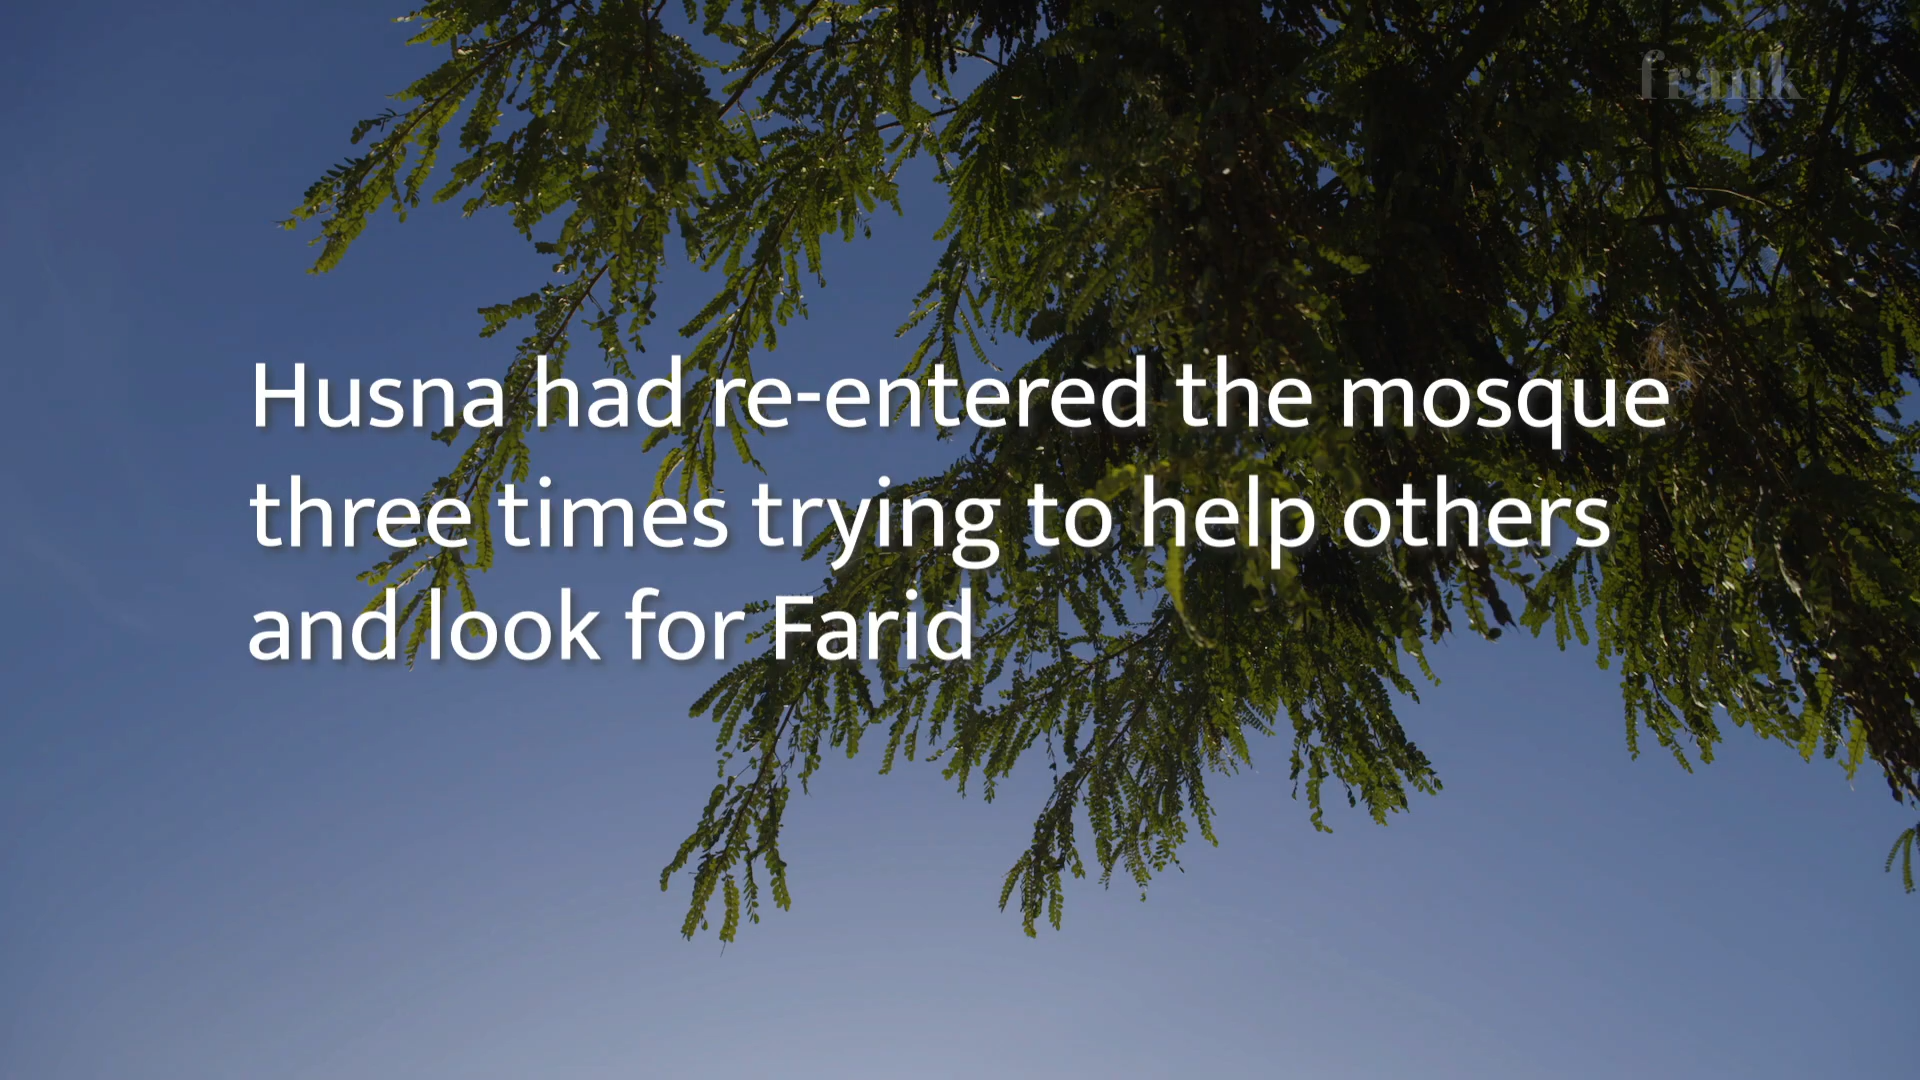 frank
Husna had re-entered the mosque
three times trying to help others
and look for Farid